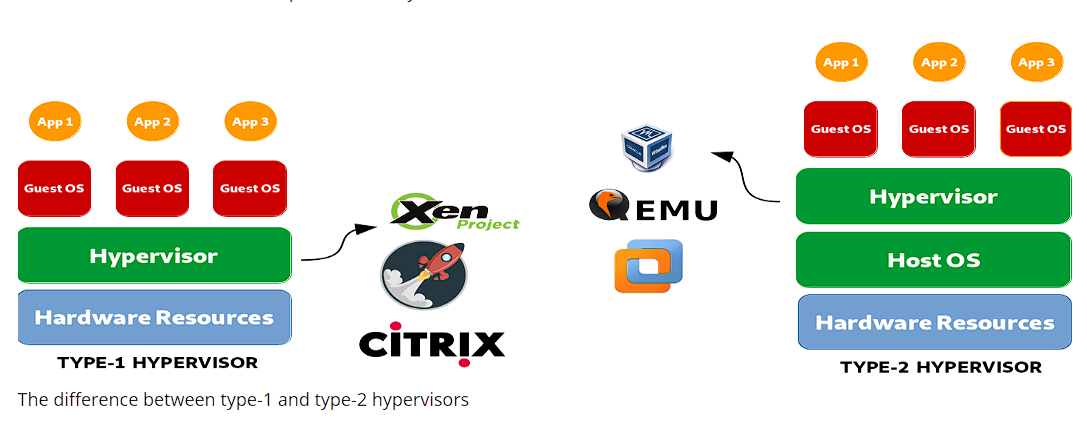 App 1
App 2
App 3
Guest OS
Guest OS
Guest OS
Hypervisor
Hardware Resources
TYPE-1 HYPERVISOR
Xen
Project
CITRIX
QEMU
App 1
App 2
App 3
Guest OS
Guest OS
Guest OS
Hypervisor
Host OS
Hardware Resources
TYPE-2 HYPERVISOR
The difference between type-1 and type-2 hypervisors